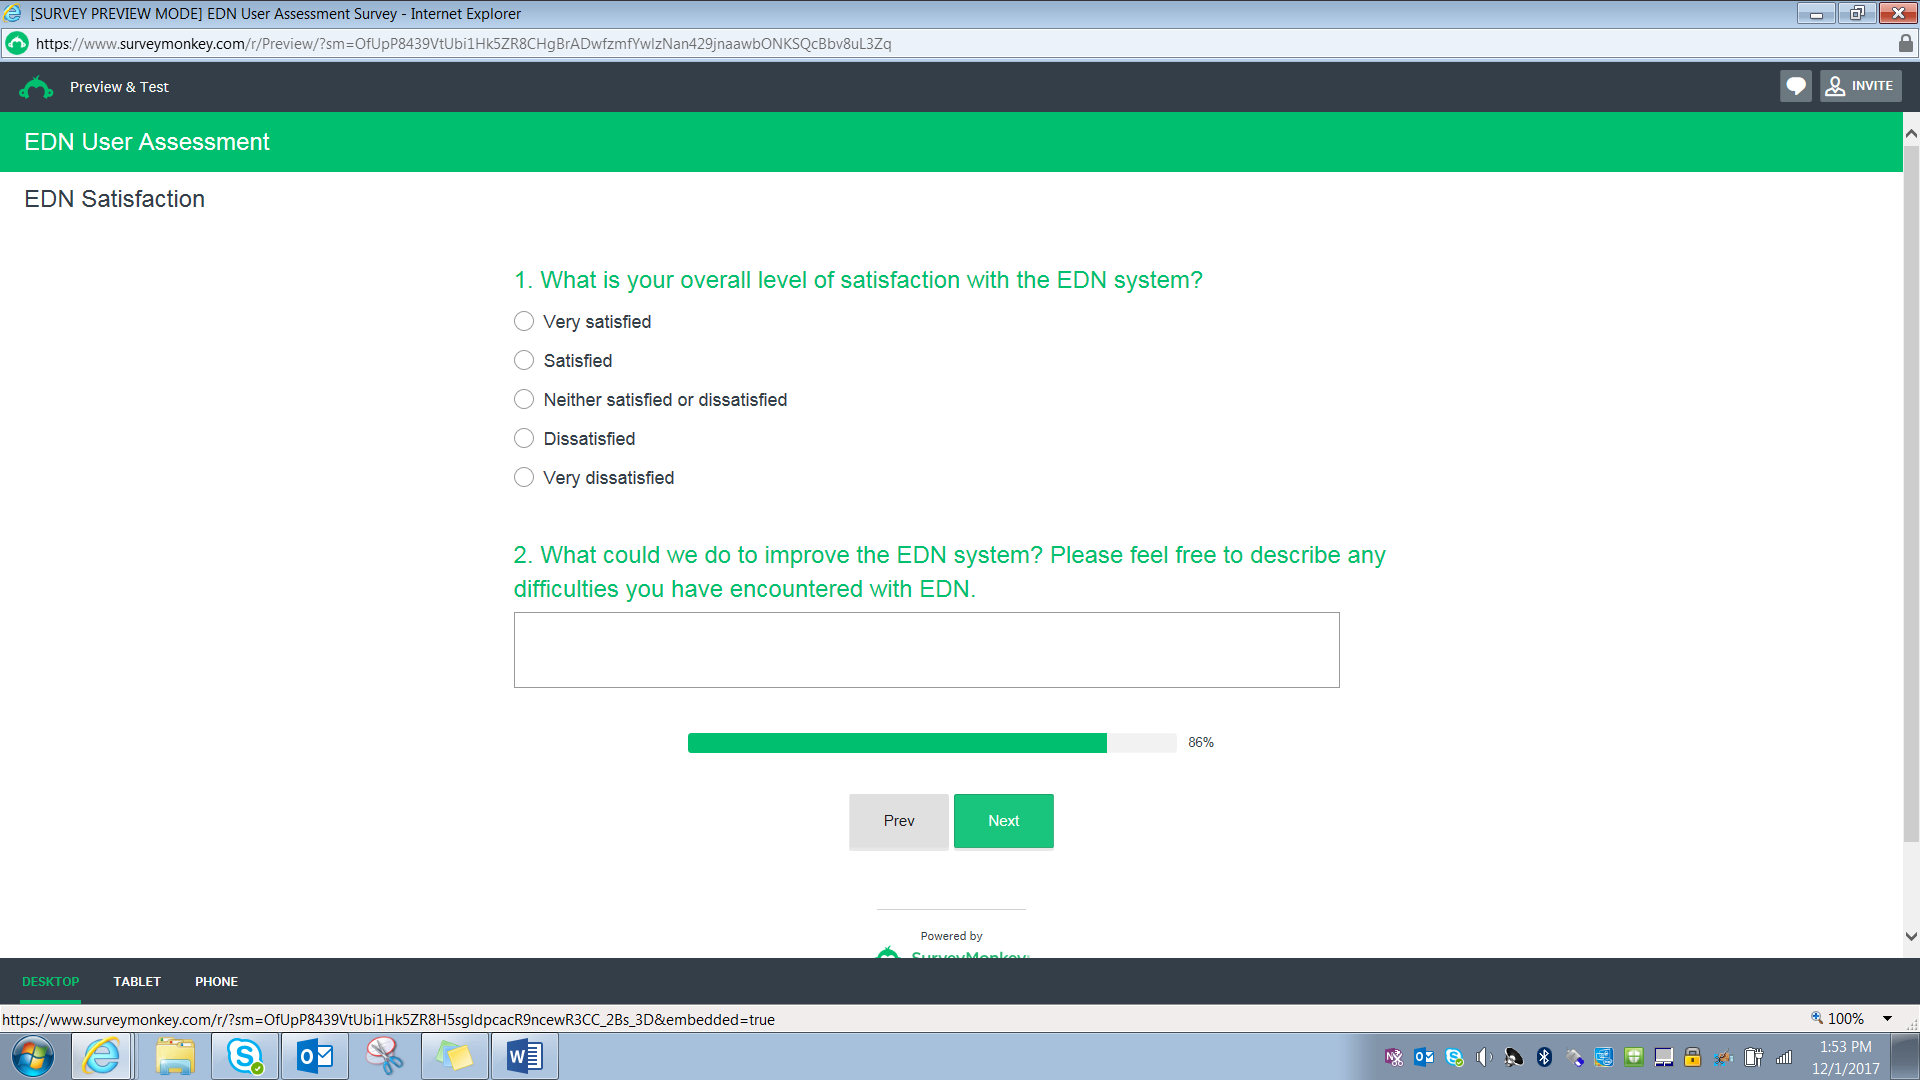 [SURVEY PREVIEW MODE] EDN User Assessment Survey - Internet Explorer
https://www.surveymonkey.com/r/Preview/?sm=OfUpP8439VtUbi1Hk5ZR8CHgBrADwfzmfYwlzNan429jnaawbONKSQcBbv8uL3Zq
Preview & Test
INVITE
EDN User Assessment
EDN Satisfaction
1. What is your overall level of satisfaction with the EDN system?
Very satisfied
Satisfied
Neither satisfied or dissatisfied
Dissatisfied
Very dissatisfied
2. What could we do to improve the EDN system? Please feel free to describe any
difficulties you have encountered with EDN.
86%
Prev Next
Powered by
SurveyMonkey
DESKTOP TABLET PHONE
https://www.surveymonkey.com/r/?sm=OfUpP8439VtUbi1Hk5ZR8H5sgIdpcacR9ncewR3CC_2Bs_3D&embedded=true
100%
1:53 PM
12/1/2017